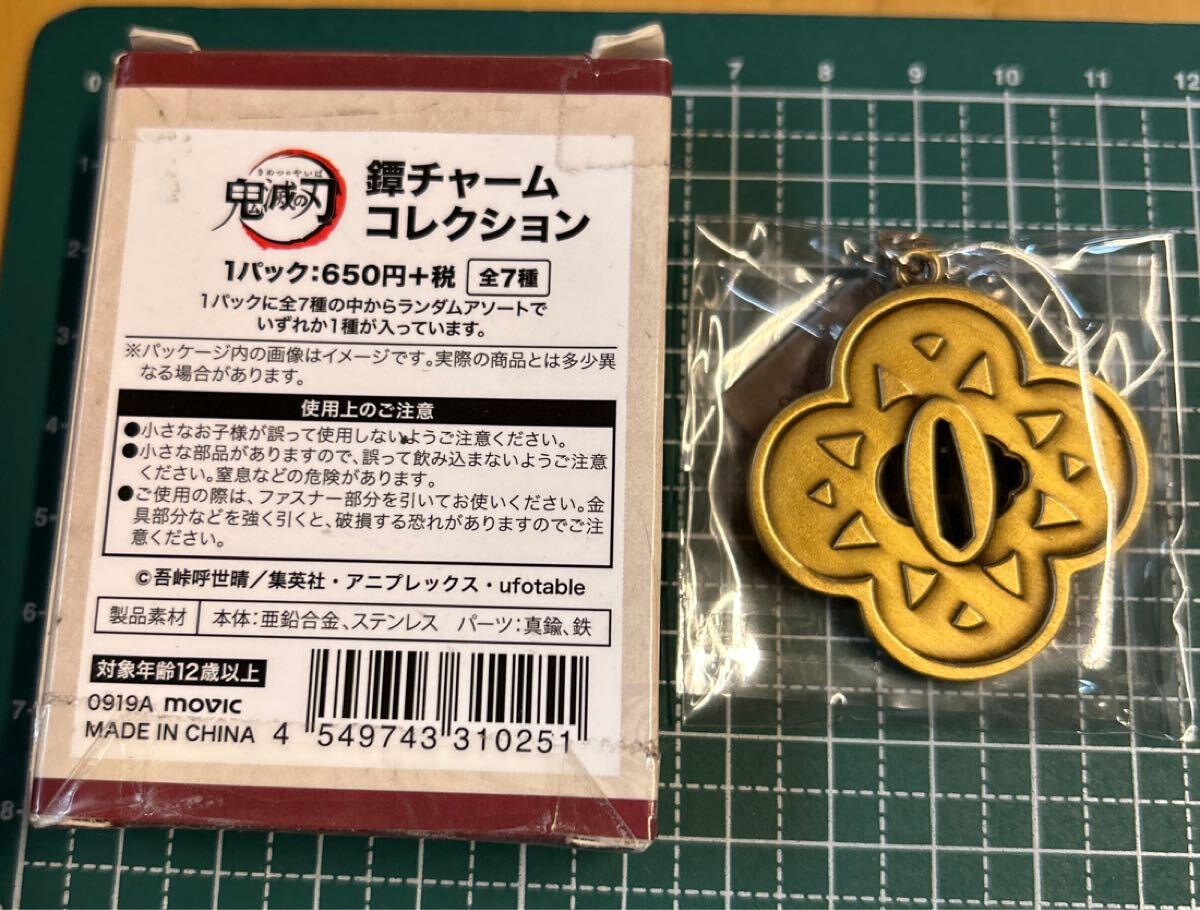 きめつのやいば
鬼滅の刃
鐔チャーム
コレクション
1パック:650円+税 全7種
1パックに全7種の中からランダムアソートで
いずれか1種が入っています。
※パッケージ内の画像はイメージです。実際の商品とは多少異
なる場合があります。
使用上のご注意
●小さなお子様が誤って使用しないようご注意ください。
●小さな部品がありますので、誤って飲み込まないようご注意
ください。窒息などの危険があります。
●ご使用の際は、ファスナー部分を引いてお使いください。金
具部分などを強く引くと、破損する恐れがありますのでご注
意ください。
©吾峠呼世晴/集英社・アニプレックス・ufotable
製品素材 本体:亜鉛合金、ステンレス パーツ:真鍮、鉄
対象年齢12歳以上
0919A movic
MADE IN CHINA 4 549743 310251
0
1
2
3
5
6
7
8
7 8 9 10 11 12